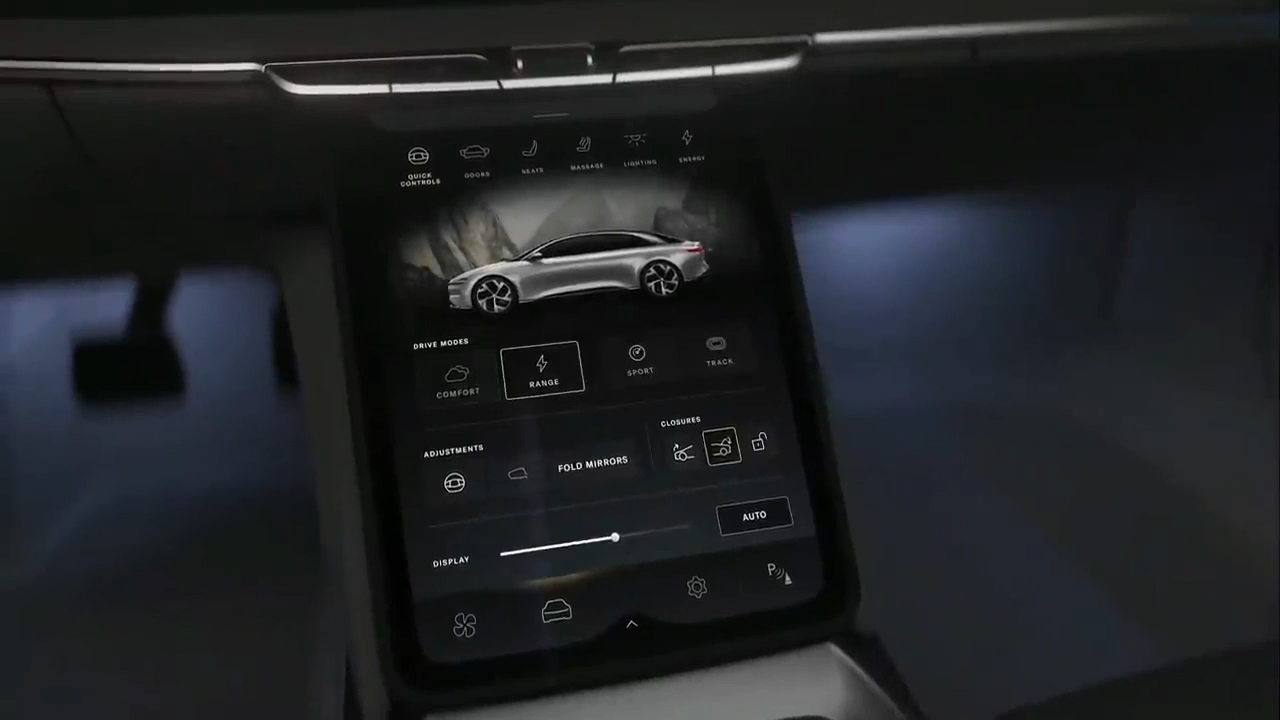 QUICK
CONTROLS
DOORS
SEATS
MASSAGE
LIGHTING
ENERGY
DRIVE MODES
COMFORT
RANGE
SPORT
TRACK
ADJUSTMENTS
FOLD MIRRORS
CLOSURES
DISPLAY
AUTO
P